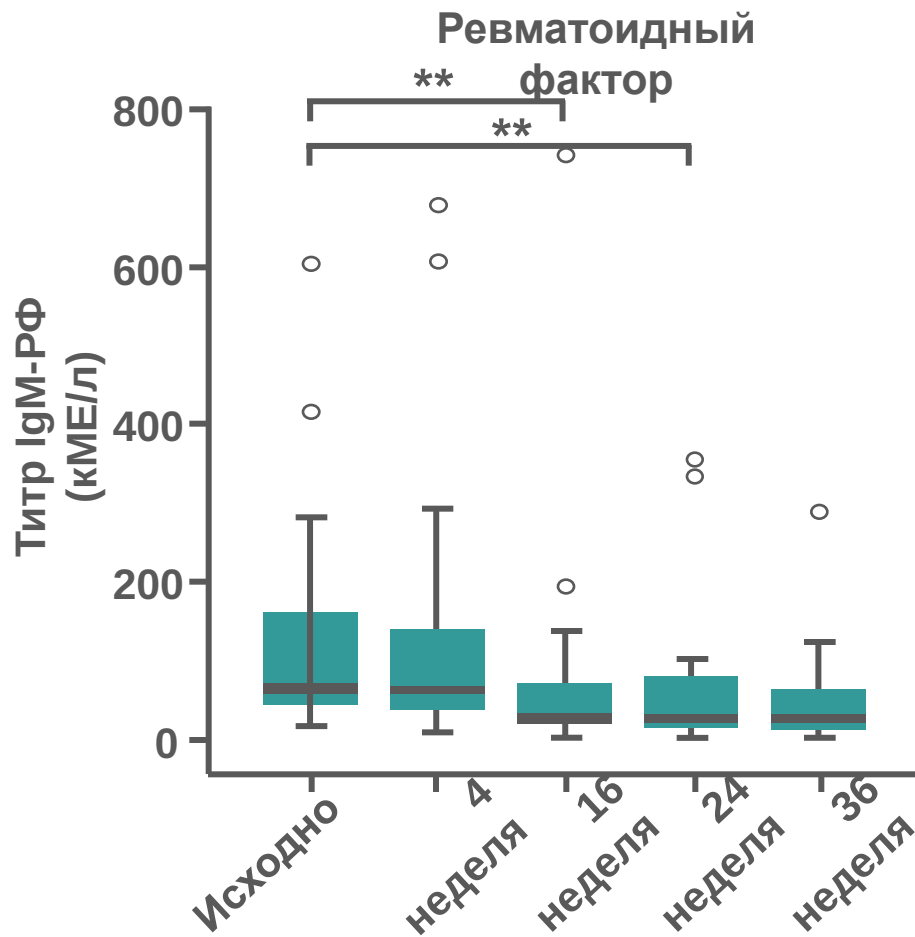 Ревматоидный
фактор
**
**
Титр IgM-РФ
(кМЕ/л)
800
600
400
200
0
Исходно
4
неделя
16
неделя
24
неделя
36
неделя